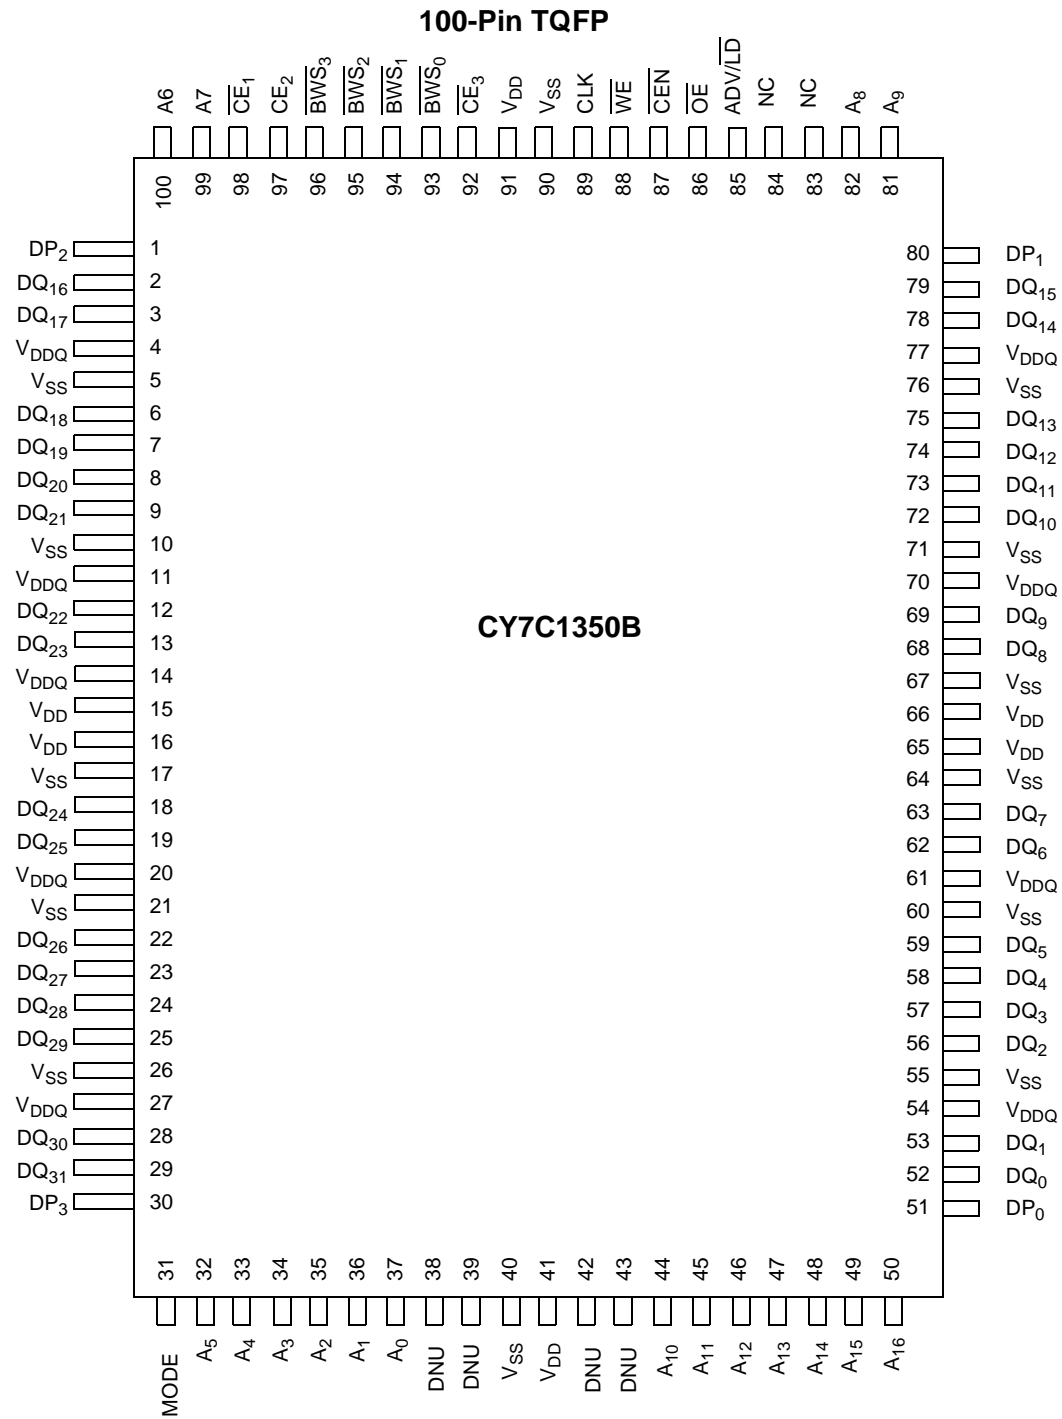 100-Pin TQFP
A6
A7
CE1
CE2
BWS3
BWS2
BWS1
BWS0
CE3
VDD
VSS
CLK
WE
CEN
OE
ADV/LD
NC
NC
A8
A9
100
99
98
97
96
95
94
93
92
91
90
89
88
87
86
85
84
83
82
81
DP2 1
DQ16 2
DQ17 3
VDDQ 4
VSS 5
DQ18 6
DQ19 7
DQ20 8
DQ21 9
VSS 10
VDDQ 11
DQ22 12
DQ23 13
VDDQ 14
VDD 15
VDD 16
VSS 17
DQ24 18
DQ25 19
VDDQ 20
VSS 21
DQ26 22
DQ27 23
DQ28 24
DQ29 25
VSS 26
VDDQ 27
DQ30 28
DQ31 29
DP3 30
CY7C1350B
80 DP1
79 DQ15
78 DQ14
77 VDDQ
76 VSS
75 DQ13
74 DQ12
73 DQ11
72 DQ10
71 VSS
70 VDDQ
69 DQ9
68 DQ8
67 VSS
66 VDD
65 VDD
64 VSS
63 DQ7
62 DQ6
61 VDDQ
60 VSS
59 DQ5
58 DQ4
57 DQ3
56 DQ2
55 VSS
54 VDDQ
53 DQ1
52 DQ0
51 DP0
31
32
33
34
35
36
37
38
39
40
41
42
43
44
45
46
47
48
49
50
MODE
A5
A4
A3
A2
A1
A0
DNU
DNU
VSS
VDD
DNU
DNU
A10
A11
A12
A13
A14
A15
A16